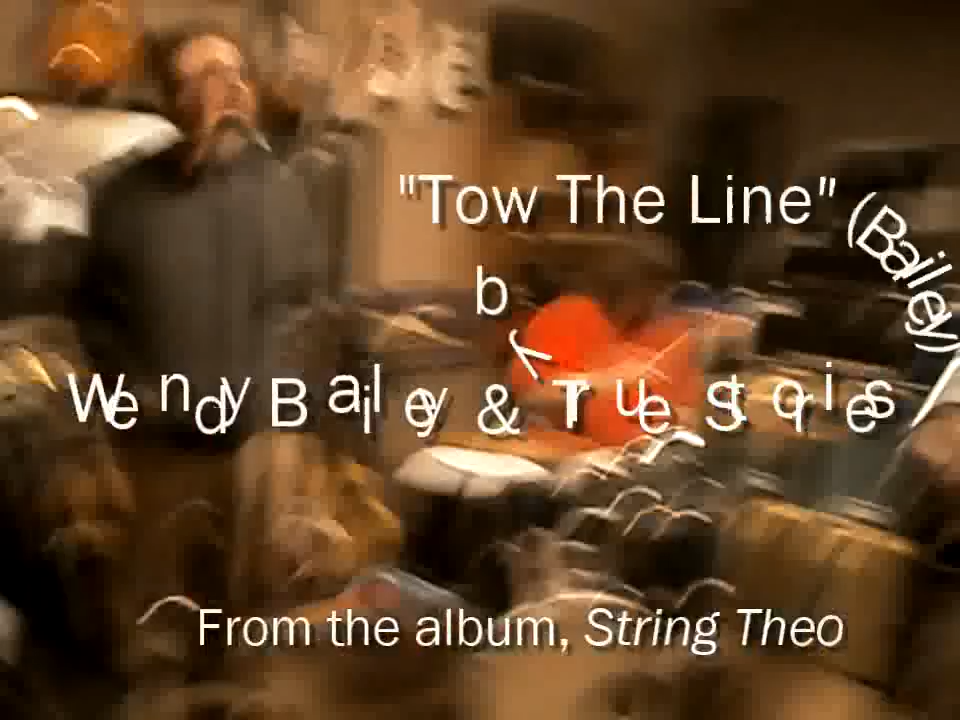 "Tow The Line" (Bailey)
by
Wendy Bailey & True Stories
From the album, String Theo